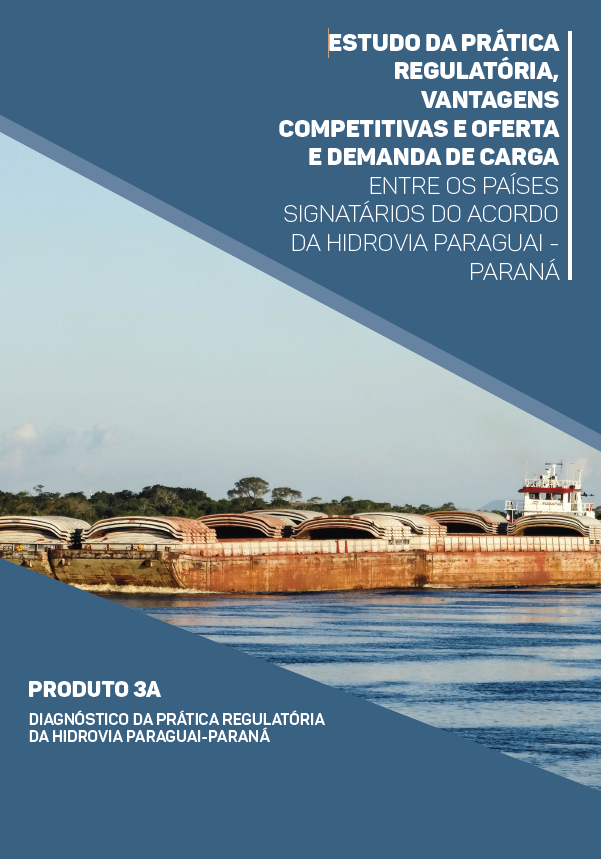 ESTUDO DA PRÁTICA
REGULATÓRIA,
VANTAGENS
COMPETITIVAS E OFERTA
E DEMANDA DE CARGA
ENTRE OS PAÍSES
SIGNATÁRIOS DO ACORDO
DA HIDROVIA PARAGUAI -
PARANÁ
PRODUTO 3A
DIAGNÓSTICO DA PRÁTICA REGULATÓRIA
DA HIDROVIA PARAGUAI-PARANÁ